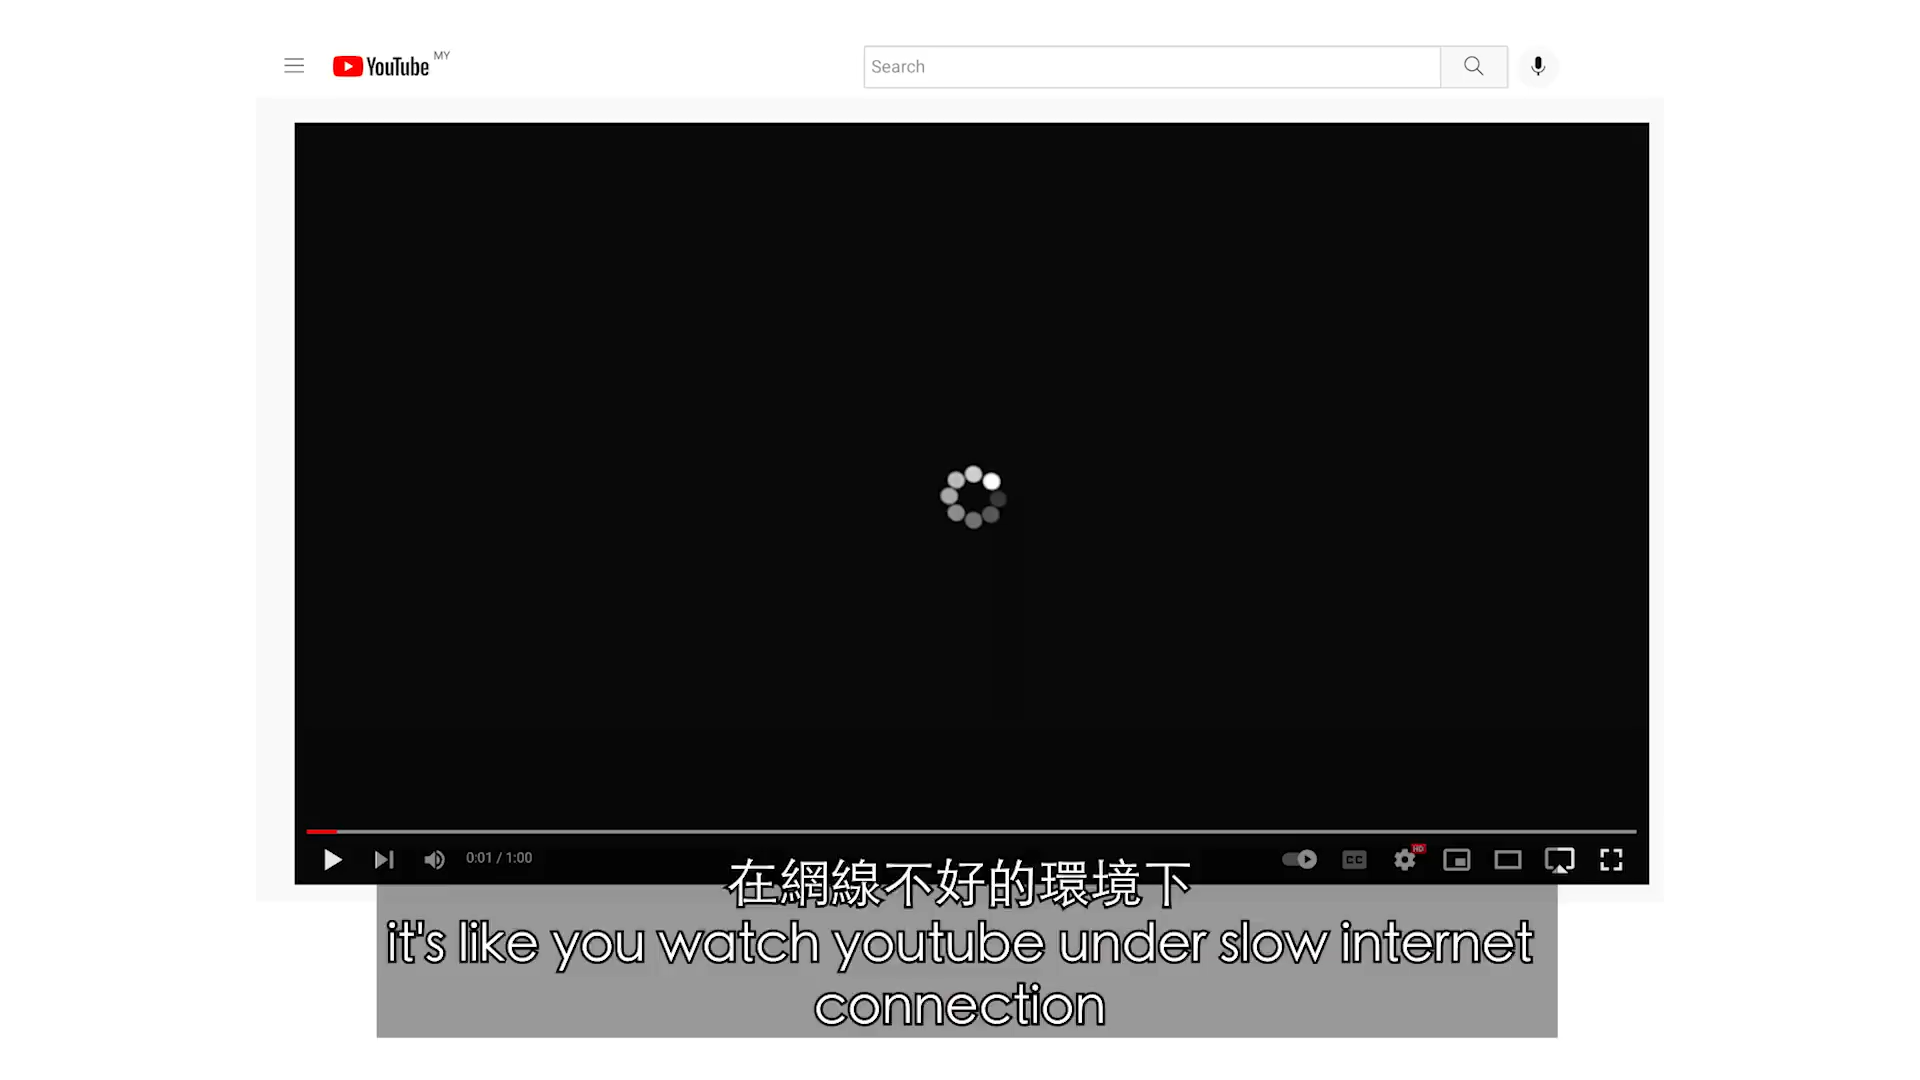 YouTube MY
Search
0:01 / 1:00
CC
HD
在網線不好的環境下
it's like you watch youtube under slow internet
connection